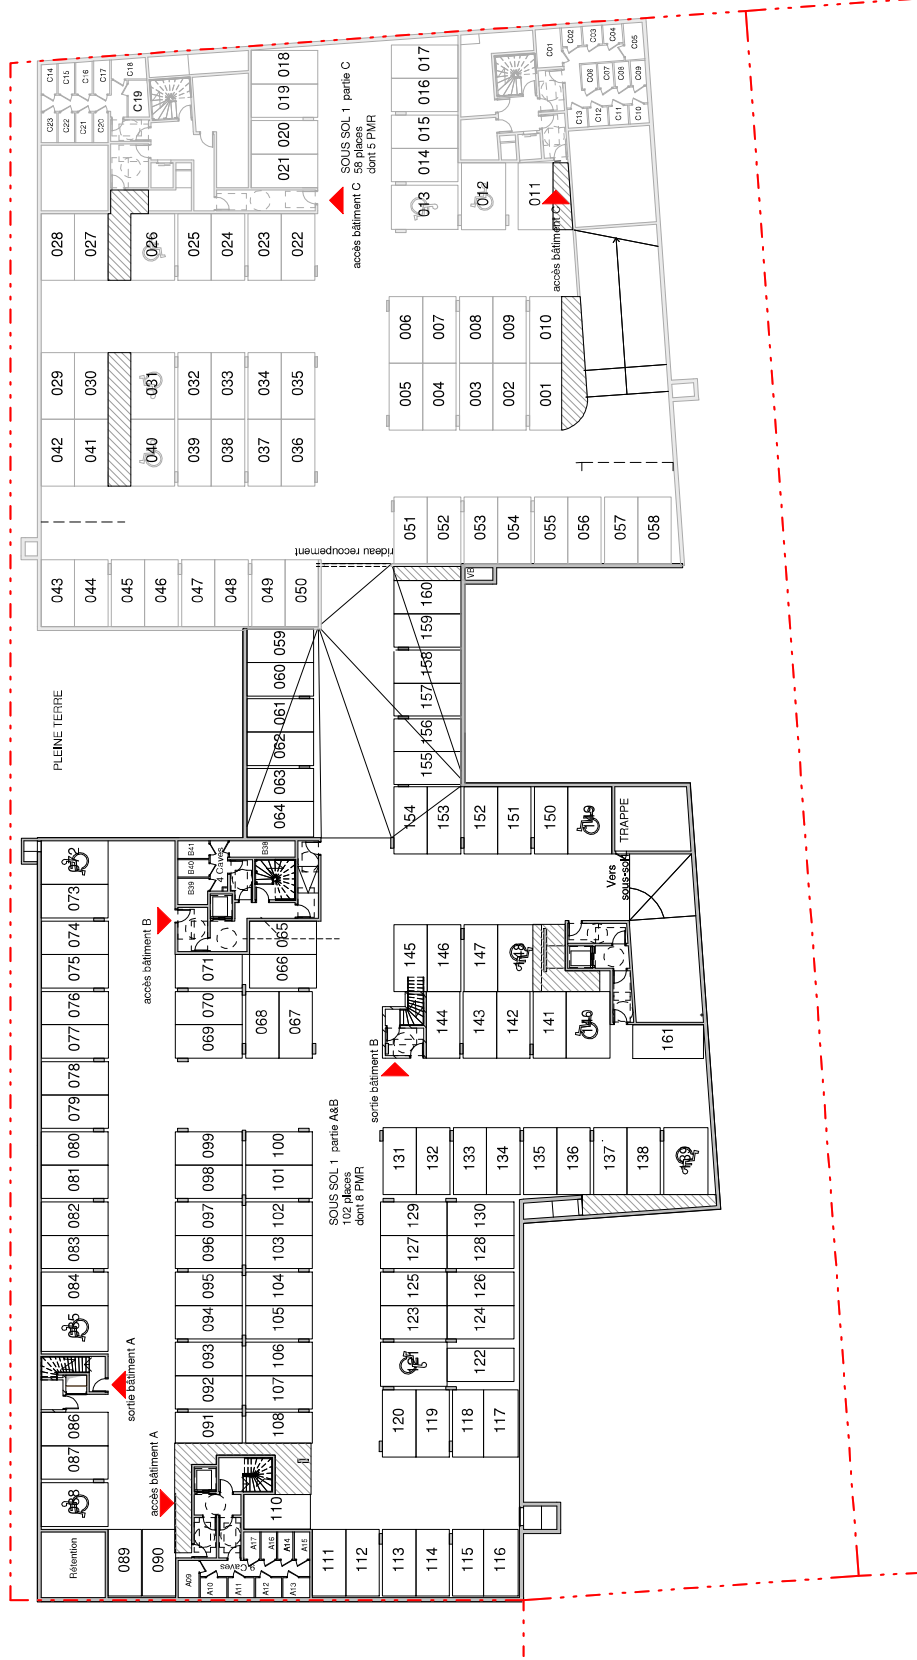 C14
C15
C16
C17
C18
C19
C23
C22
C21
C20
018
019
020
021
017
016
015
014
013
012
011
C01
C02
C03
C04
C05
C06
C07
C08
C09
C13
C12
C11
C10
SOUS SOL 1 partie C
58 places
dont 5 PMR
accès bâtiment C
accès bâtiment C
028
027
026
025
024
023
022
006
007
008
009
010
029
030
031
032
033
034
035
005
004
003
002
001
042
041
040
039
038
037
036
051
052
053
054
055
056
057
058
rideau recoupement
043
044
045
046
047
048
049
050
VB
160
159
158
157
156
155
059
060
061
062
063
064
PLEINE TERRE
154
153
152
151
150
149
TRAPPE
Vers
sous-sol-1
072
073
074
075
076
077
078
079
080
081
082
083
084
085
B41
B40
B39
B38
4 Caves
accès bâtiment B
065
066
071
070
069
068
067
145
146
147
148
144
143
142
141
140
161
sortie bâtiment B
SOUS SOL 1 partie A&B
102 places
dont 8 PMR
099
098
097
096
095
094
093
092
091
100
101
102
103
104
105
106
107
108
131
132
133
134
135
136
137
138
139
129
130
127
128
125
126
123
124
121
122
120
119
118
117
sortie bâtiment A
086
087
088
accès bâtiment A
110
Rétention
089
090
A09
A10
A11
A12
A13
A17
A16
A14
A15
9 Caves
111
112
113
114
115
116